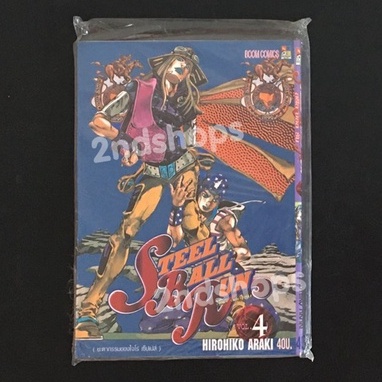 BOOM COMICS
2ndshops
STEEL
BALL
RUN
2ndshops
VOL.4
HIROHIKO ARAKI 40บ.